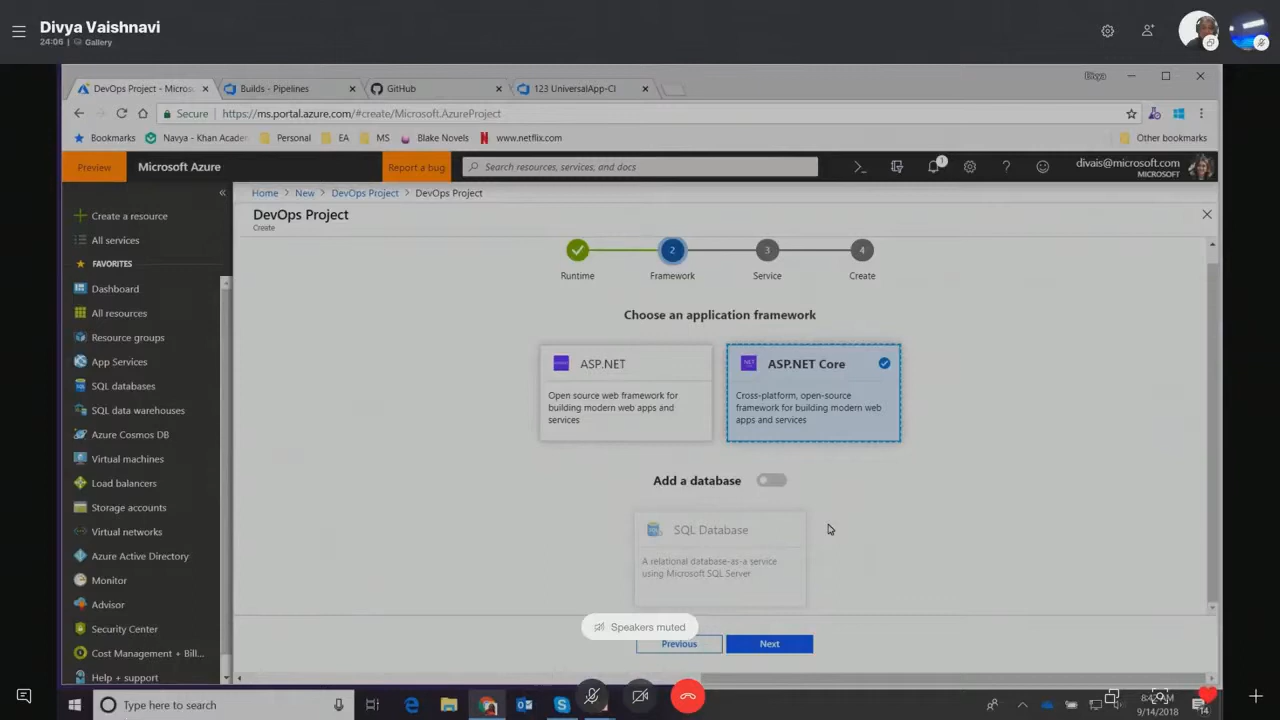 Divya Vaishnavi
24:06 | Gallery
DevOps Project - Micros
Builds - Pipelines
GitHub
123 UniversalApp-CI
Divya
Secure
https://ms.portal.azure.com/#create/Microsoft.AzureProject
Bookmarks
Navya - Khan Acaden
Personal
EA
MS
Blake Novels
www.netflix.com
Other bookmarks
Preview
Microsoft Azure
Report a bug
Search resources, services, and docs
1
divais@microsoft.com
MICROSOFT
Home > New > DevOps Project > DevOps Project
DevOps Project
Create
Create a resource
All services
FAVORITES
Dashboard
All resources
Resource groups
App Services
SQL databases
SQL data warehouses
Azure Cosmos DB
Virtual machines
Load balancers
Storage accounts
Virtual networks
Azure Active Directory
Monitor
Advisor
Security Center
Cost Management + Bill...
Help + support
2
3
4
Runtime
Framework
Service
Create
Choose an application framework
ASP.NET
Open source web framework for
building modern web apps and
services
NET
ASP.NET Core
Cross-platform, open-source
framework for building modern web
apps and services
Add a database
SQL Database
A relational database-as-a service
using Microsoft SQL Server
Speakers muted
Previous
Next
Type here to search
9/14/2018
14